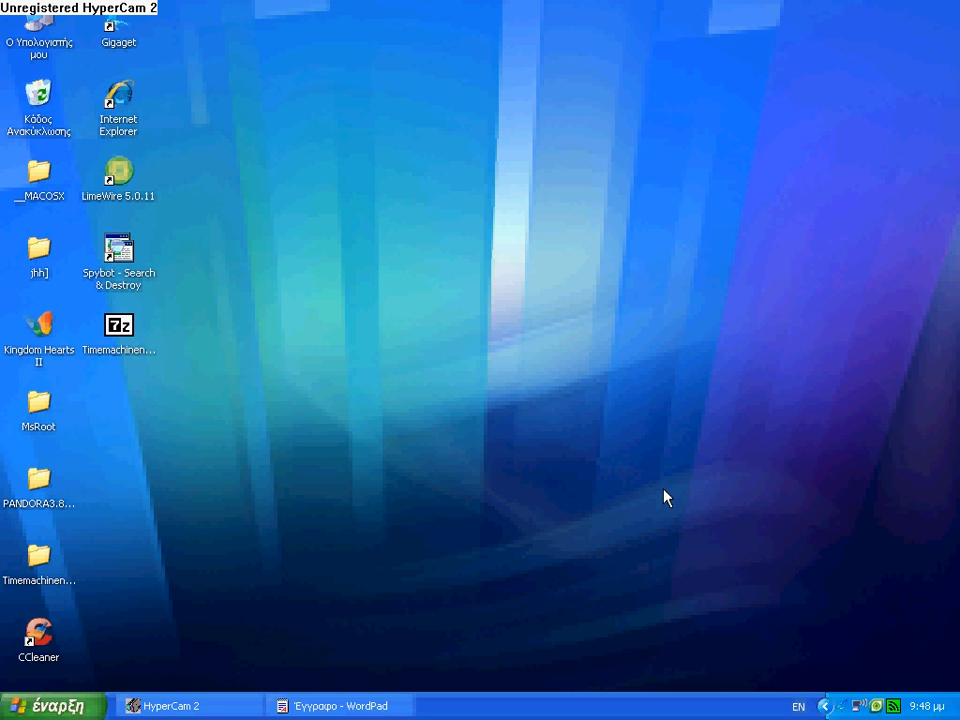 Unregistered HyperCam 2
Ο Υπολογιστής
μου
Gigaget
Κάδος
Ανακύκλωσης
Internet
Explorer
__MACOSX
LimeWire 5.0.11
jhh]
Spybot - Search
& Destroy
Kingdom Hearts
II
Timemachinen...
MsRoot
PANDORA3.8...
Timemachinen...
CCleaner
έναρξη
HyperCam 2
Έγγραφο - WordPad
EN
9:48 μμ